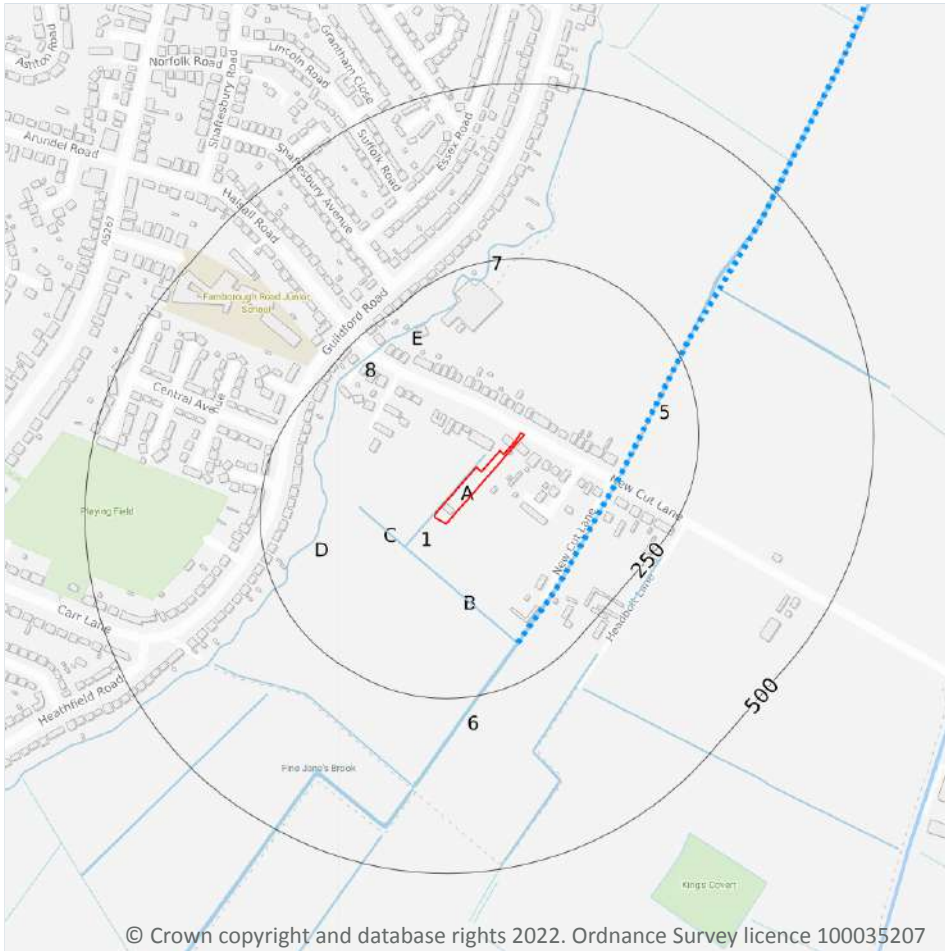 Ashton Road
Norfolk Road
Shaftesbury Road
Lincoln Road
Grantham Close
Arundel Road
Suffolk Road
Essex Road
Shaftesbury Avenue
Halsall Road
A5267
7
Farnborough Road Junior
School
Guildford Road
E
8
Central Avenue
5
A
New Cut Lane
Playing Field
C
1
D
New Cut Lane
250
B
Headbolt Lane
Carr Lane
Heathfield Road
500
6
Fine Jane's Brook
King's Covert
© Crown copyright and database rights 2022. Ordnance Survey licence 100035207